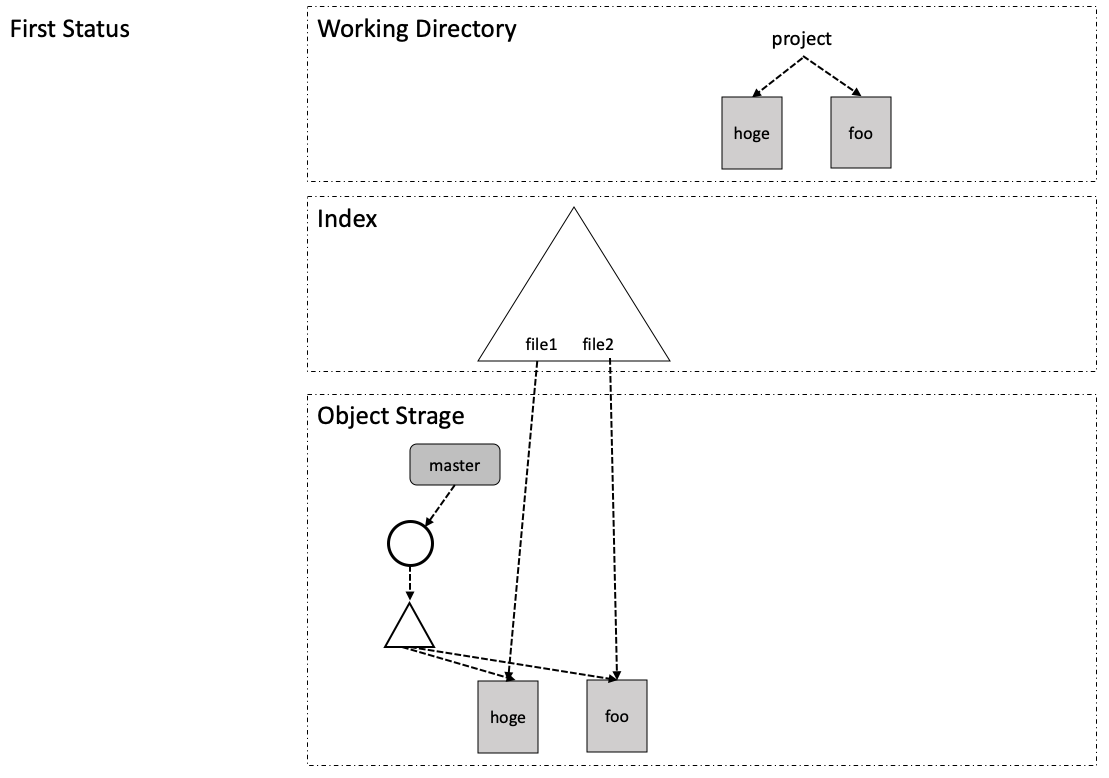 First Status
Working Directory
project
hoge
foo
Index
file1
file2
Object Strage
master
hoge
foo